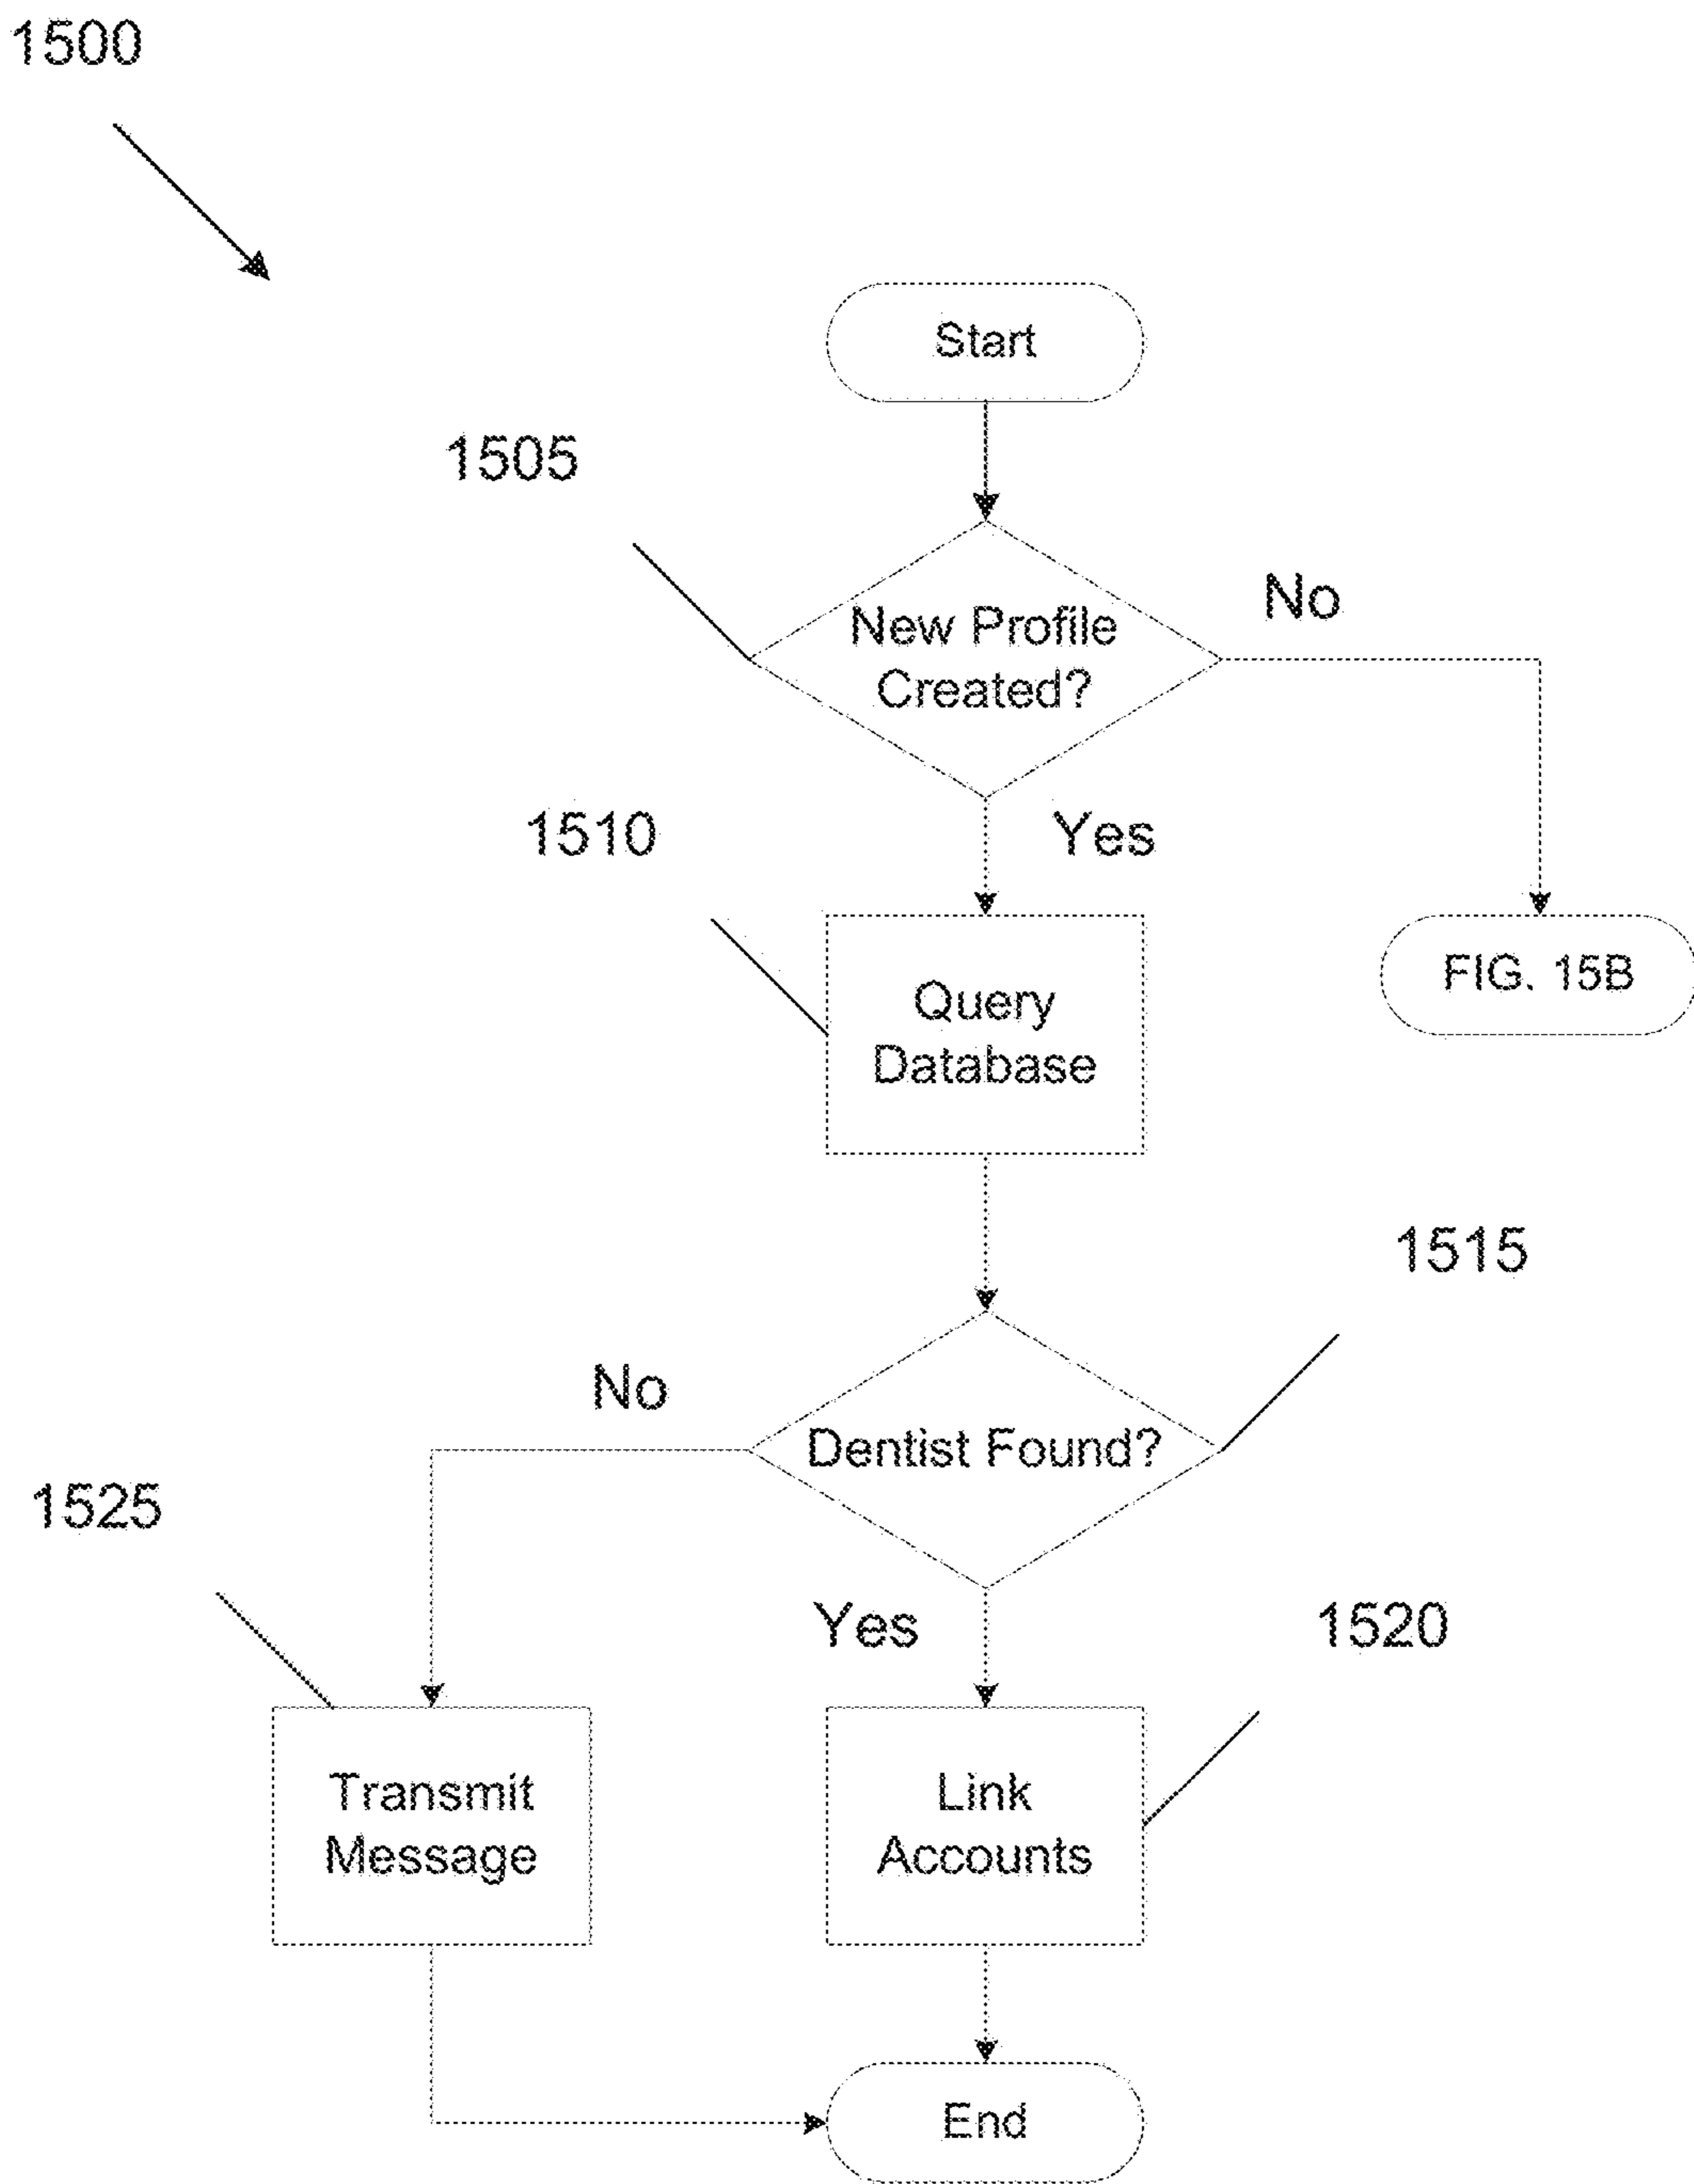 1500
Start
1505
New Profile
Created?
No
1510
Yes
Query
Database
FIG. 15B
1515
No
Dentist Found?
1525
Yes
1520
Transmit
Message
Link
Accounts
End